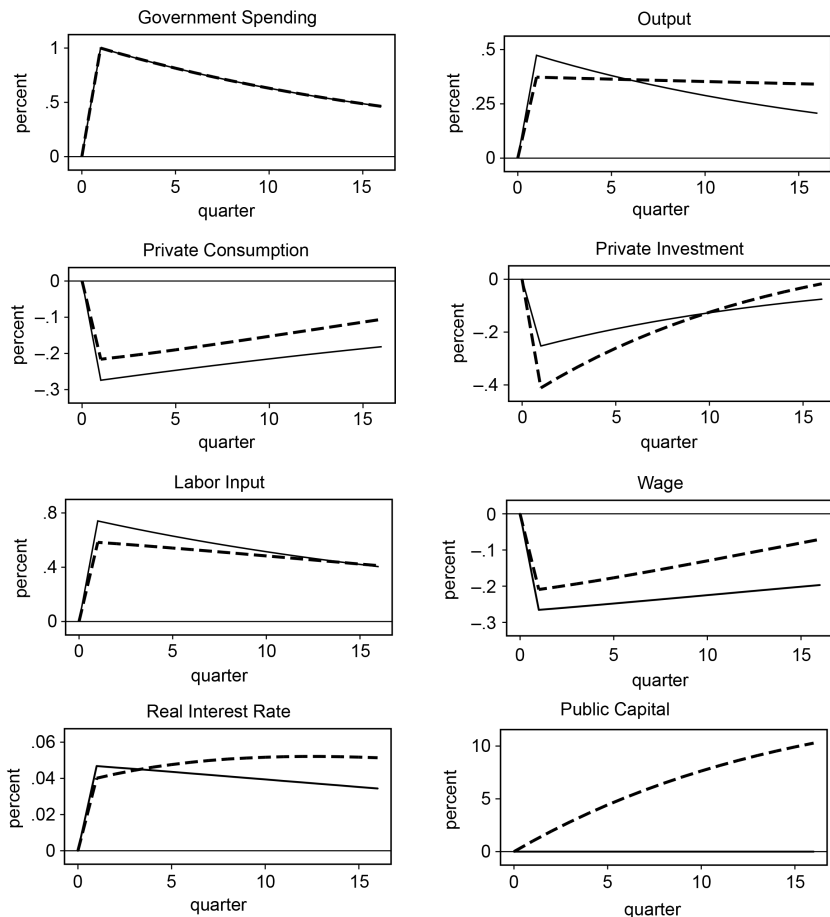 Government Spending
1
.5
0
percent
0 5 10 15
quarter
Output
.5
.25
0
percent
0 5 10 15
quarter
Private Consumption
0
–.1
–.2
–.3
percent
0 5 10 15
quarter
Private Investment
0
–.2
–.4
percent
0 5 10 15
quarter
Labor Input
.8
.4
0
percent
0 5 10 15
quarter
Wage
0
–.1
–.2
–.3
percent
0 5 10 15
quarter
Real Interest Rate
.06
.04
.02
0
percent
0 5 10 15
quarter
Public Capital
10
5
0
percent
0 5 10 15
quarter